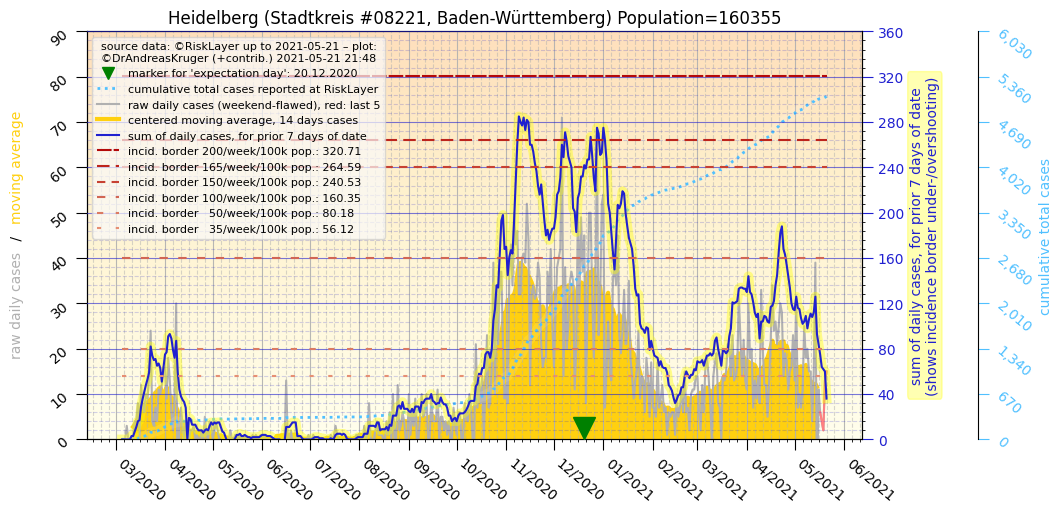 Heidelberg (Stadtkreis #08221, Baden-Württemberg) Population=160355
source data: ©RiskLayer up to 2021-05-21 – plot:
©DrAndreasKruger (+contrib.) 2021-05-21 21:48
marker for 'expectation day': 20.12.2020
cumulative total cases reported at RiskLayer
raw daily cases (weekend-flawed), red: last 5
centered moving average, 14 days cases
sum of daily cases, for prior 7 days of date
incid. border 200/week/100k pop.: 320.71
incid. border 165/week/100k pop.: 264.59
incid. border 150/week/100k pop.: 240.53
incid. border 100/week/100k pop.: 160.35
incid. border   50/week/100k pop.: 80.18
incid. border   35/week/100k pop.: 56.12
raw daily cases  /  moving average
90
80
70
60
50
40
30
20
10
0
03/2020
04/2020
05/2020
06/2020
07/2020
08/2020
09/2020
10/2020
11/2020
12/2020
01/2021
02/2021
03/2021
04/2021
05/2021
06/2021
360
320
280
240
200
160
120
80
40
0
sum of daily cases, for prior 7 days of date
(shows incidence border under-/overshooting)
6,030
5,360
4,690
4,020
3,350
2,680
2,010
1,340
670
0
cumulative total cases